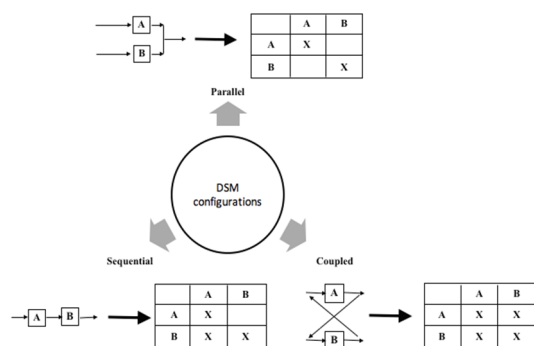 A
B
A B
A X
B X
Parallel
DSM
configurations
Sequential
Coupled
A B
A B
A X
B X X
A
B
A B
A X X
B X X